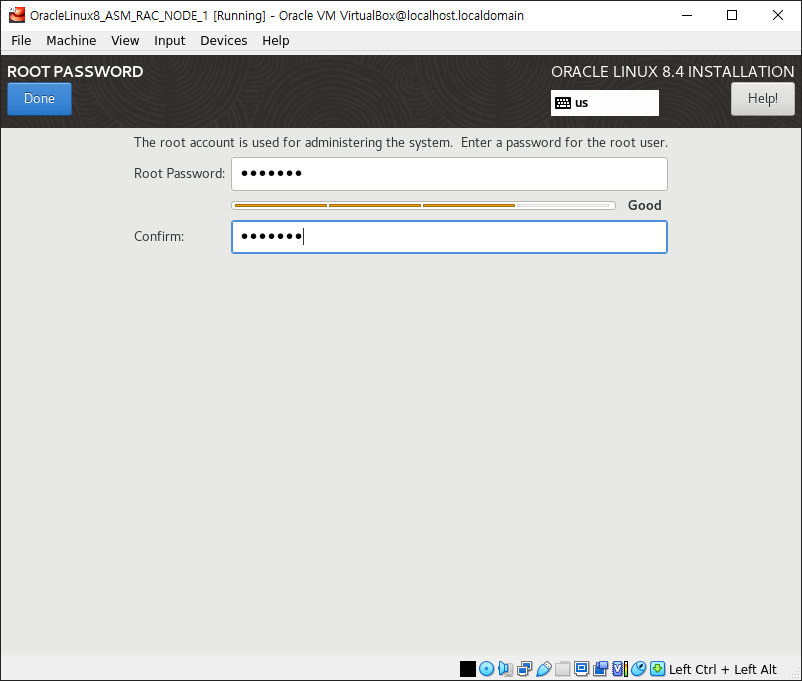 OracleLinux8_ASM_RAC_NODE_1 [Running] - Oracle VM VirtualBox@localhost.localdomain
File Machine View Input Devices Help
ROOT PASSWORD
ORACLE LINUX 8.4 INSTALLATION
Done
us
Help!
The root account is used for administering the system. Enter a password for the root user.
Root Password: •••••••
Good
Confirm: •••••••
Left Ctrl + Left Alt